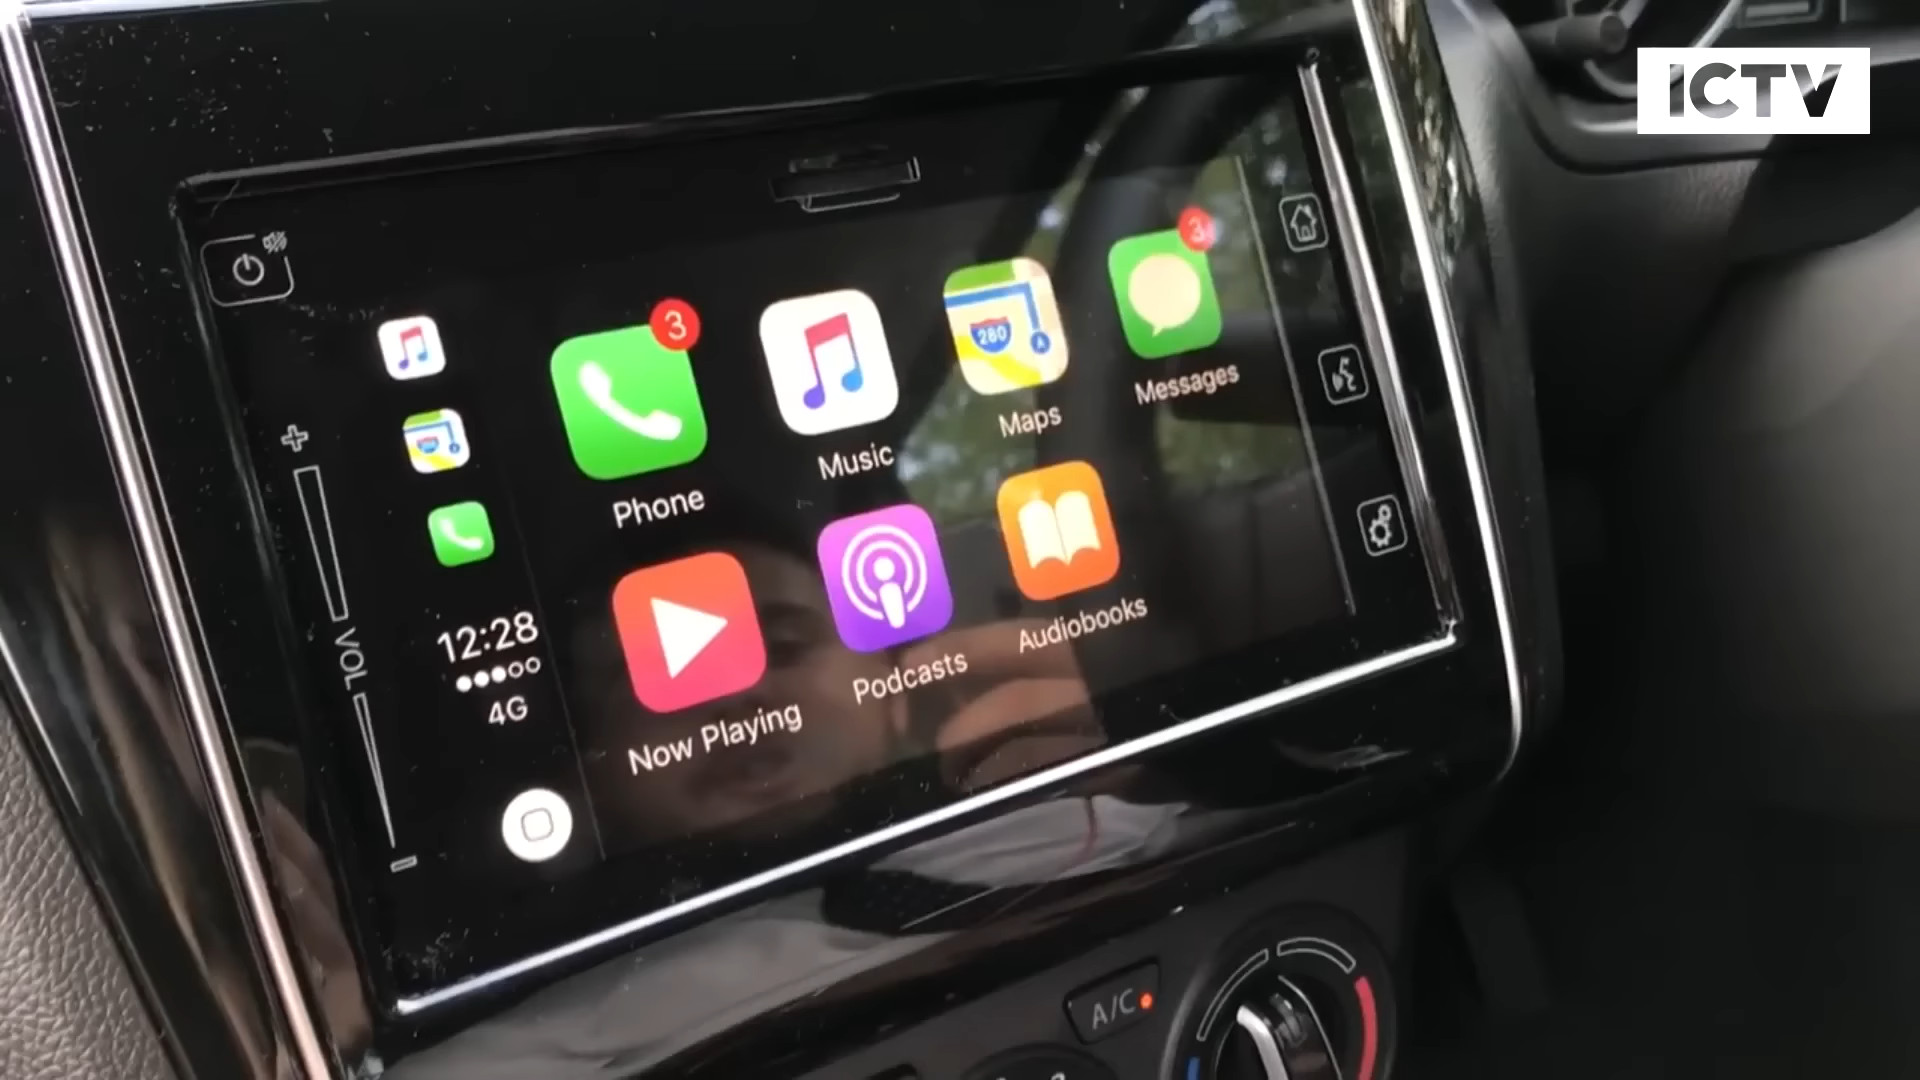 ICTV
3
3
280
A
Phone
Music
Maps
Messages
Now Playing
Podcasts
Audiobooks
VOL
12:28
4G
A/C